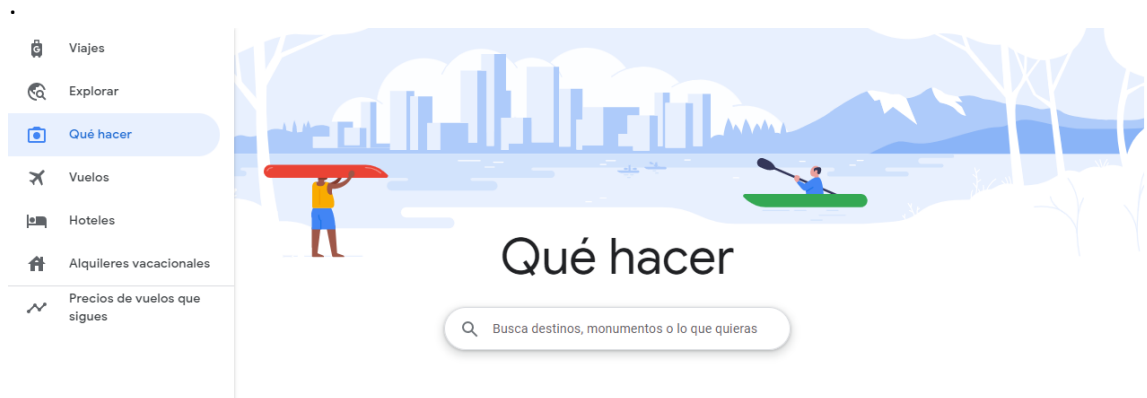 Viajes
Explorar
Qué hacer
Vuelos
Hoteles
Alquileres vacacionales
Precios de vuelos que
sigues
Qué hacer
Busca destinos, monumentos o lo que quieras